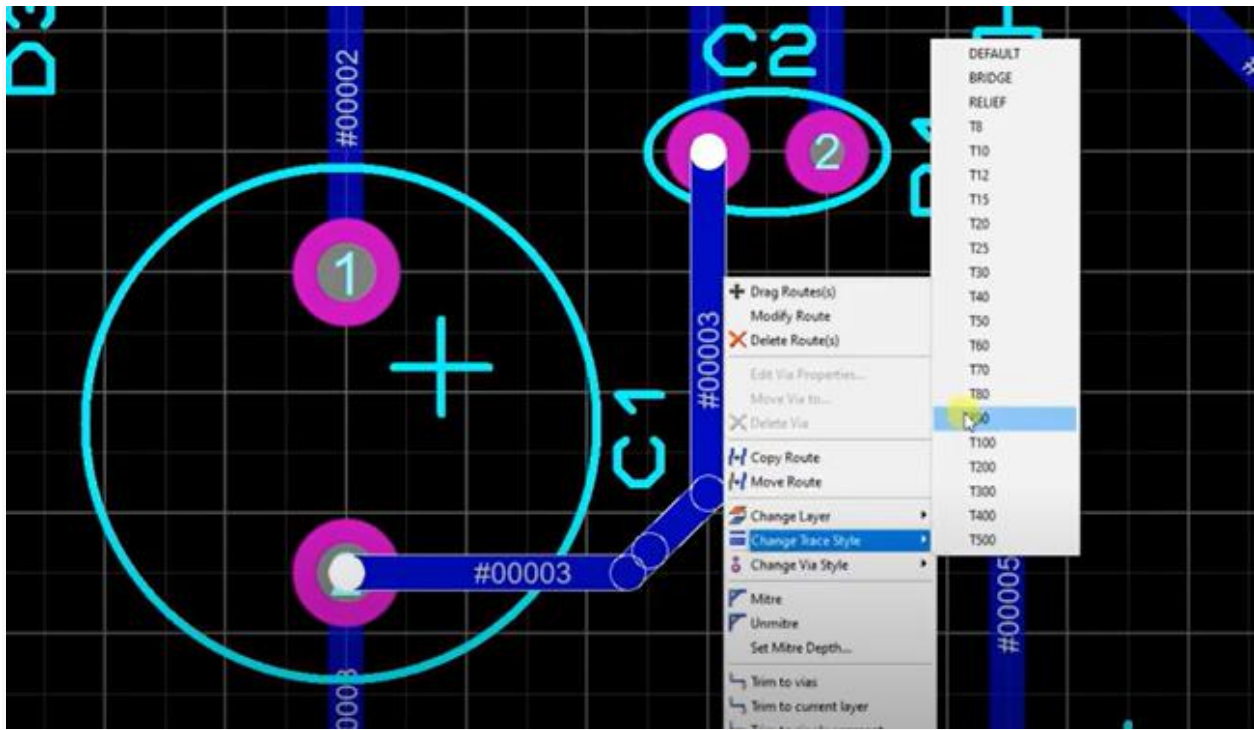 D3
#00002
C2
2
D1
1
C1
#00003
#00003
#00005
Drag Routes(s)
Modify Route
Delete Route(s)
Edit Via Properties...
Move Via to...
Delete Via
Copy Route
Move Route
Change Layer
Change Trace Style
Change Via Style
Mitre
Unmitre
Set Mitre Depth...
Trim to vias
Trim to current layer
DEFAULT
BRIDGE
RELIEF
T8
T10
T12
T15
T20
T25
T30
T40
T50
T60
T70
T80
T100
T200
T300
T400
T500